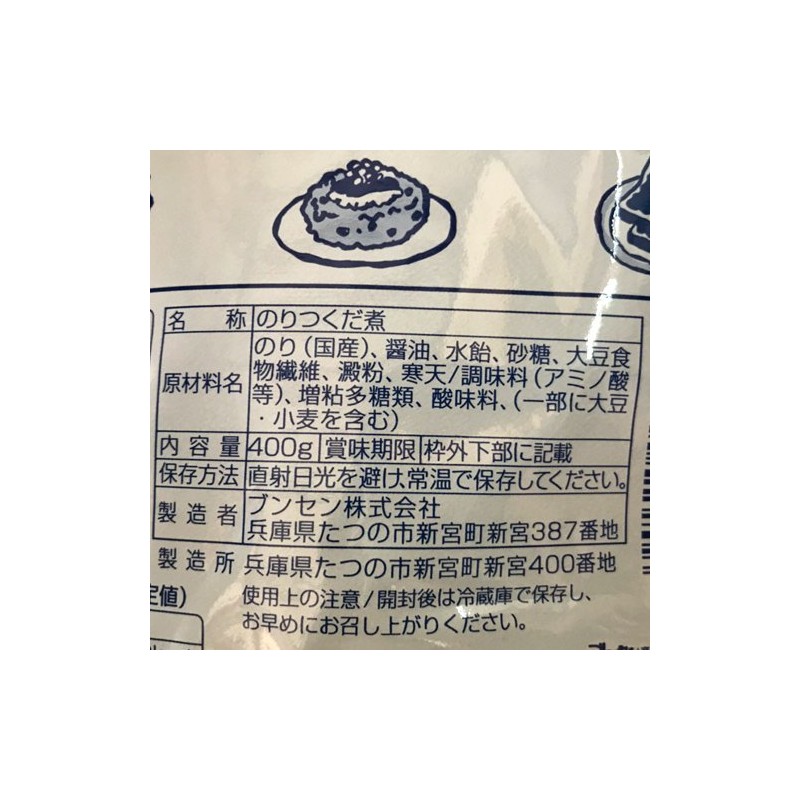 名称 のりつくだ煮
原材料名 のり(国産)、醤油、水飴、砂糖、大豆食
物繊維、澱粉、寒天/調味料(アミノ酸
等)、増粘多糖類、酸味料、(一部に大豆
・小麦を含む)
内容量 400g 賞味期限 枠外下部に記載
保存方法 直射日光を避け、常温で保存してください。
製造者 ブンセン株式会社
兵庫県たつの市新宮町新宮387番地
製造所 兵庫県たつの市新宮町新宮400番地
定値)
使用上の注意/開封後は冷蔵庫で保存し、
お早めにお召し上がりください。